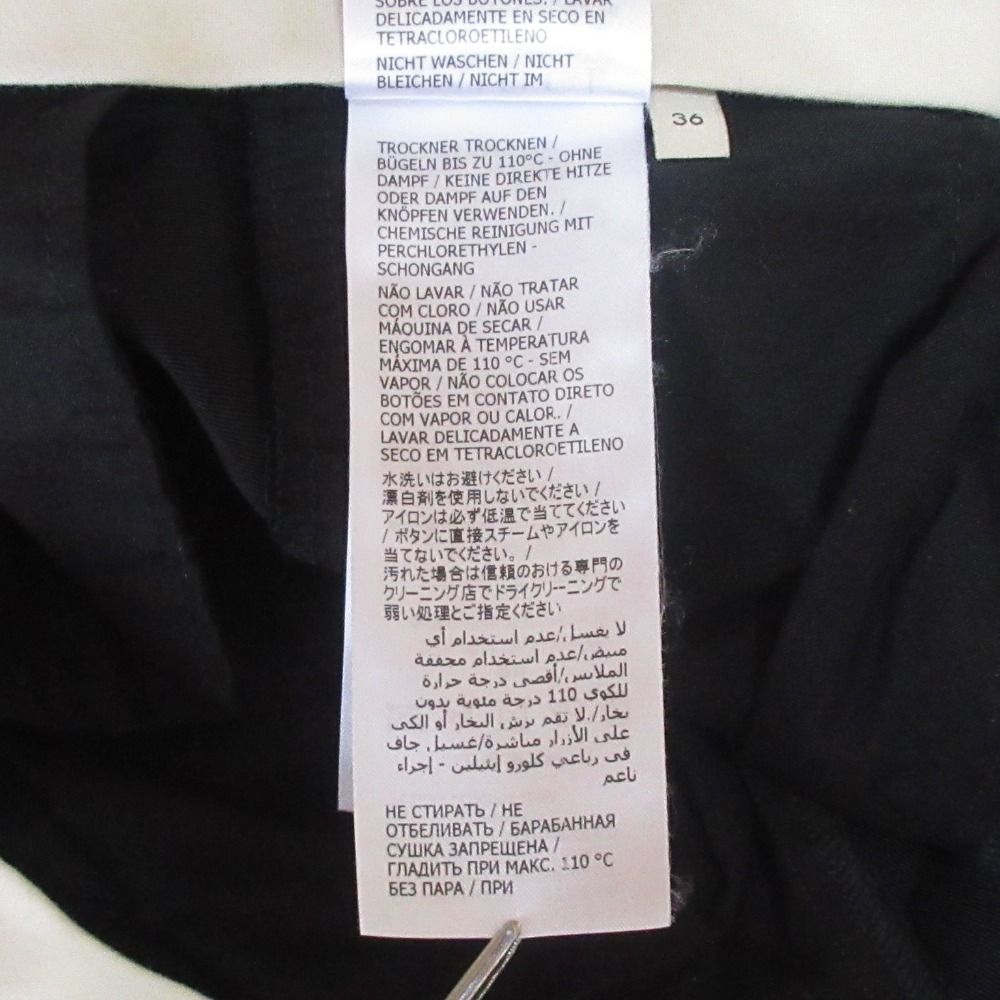 SOBRE LOS BOTONES. / LAVAR
DELICADAMENTE EN SECO EN
TETRACLOROETILENO
NICHT WASCHEN / NICHT
BLEICHEN / NICHT IM
36
TROCKNER TROCKNEN /
BÜGELN BIS ZU 110°C - OHNE
DAMPF / KEINE DIREKTE HITZE
ODER DAMPF AUF DEN
KNÖPFEN VERWENDEN. /
CHEMISCHE REINIGUNG MIT
PERCHLORETHYLEN -
SCHONGANG
NÃO LAVAR / NÃO TRATAR
COM CLORO / NÃO USAR
MÁQUINA DE SECAR /
ENGOMAR À TEMPERATURA
MÁXIMA DE 110 °C - SEM
VAPOR / NÃO COLOCAR OS
BOTÕES EM CONTATO DIRETO
COM VAPOR OU CALOR. /
LAVAR DELICADAMENTE A
SECO EM TETRACLOROETILENO
水洗いはお避けください /
漂白剤を使用しないでください /
アイロンは必ず低温で当ててください
/ ボタンに直接スチームやアイロンを
当てないでください。 /
汚れた場合は信頼のおける専門の
クリーニング店でドライクリーニングで
弱い処理とご指定ください
لا يغسل/عدم استخدام أي
مبيض/عدم استخدام مجففة
الملابس/أقصى درجة حرارة
للكوي 110 درجة مئوية بدون
بخار/.لا تقم برش البخار أو الكي
على الأزرار مباشرة/غسيل جاف
في رباعي كلورو إيثيلين - إجراء
ناعم
НЕ СТИРАТЬ / НЕ
ОТБЕЛИВАТЬ / БАРАБАННАЯ
СУШКА ЗАПРЕЩЕНА /
ГЛАДИТЬ ПРИ МАКС. 110 °C
БЕЗ ПАРА / ПРИ